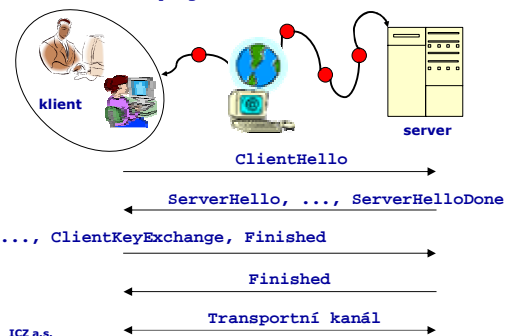 klient
server
ClientHello
ServerHello, ..., ServerHelloDone
..., ClientKeyExchange, Finished
Finished
Transportní kanál
ICZ a.s.